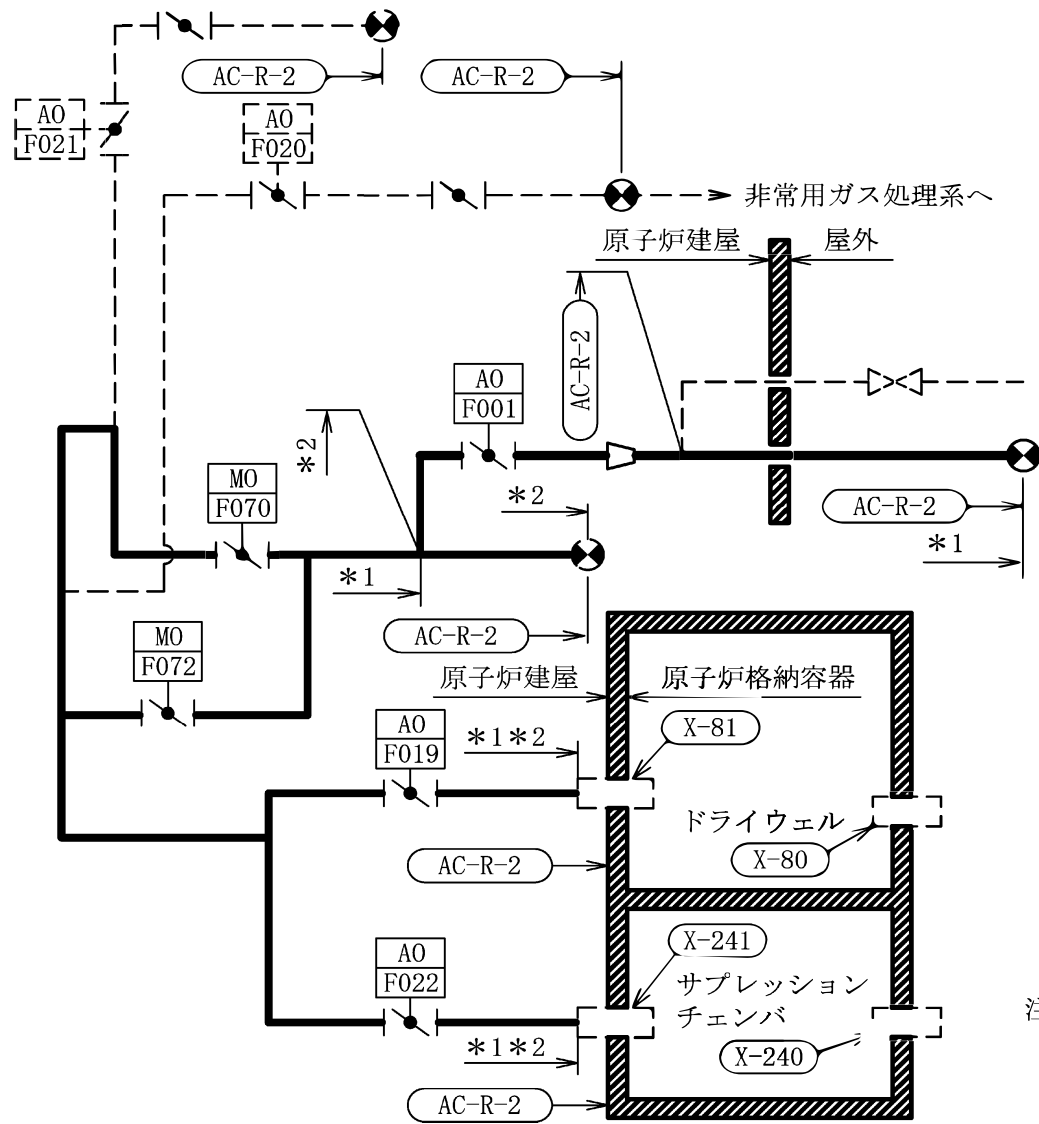 AC-R-2
AC-R-2
AO
F021
AO
F020
非常用ガス処理系へ
原子炉建屋
屋外
AC-R-2
AO
F001
*2
MO
F070
*2
AC-R-2
*1
*1
AC-R-2
MO
F072
原子炉建屋
原子炉格納容器
AO
F019
*1*2
X-81
ドライウェル
X-80
AC-R-2
AO
F022
X-241
サプレッション
チェンバ
X-240
*1*2
AC-R-2
注